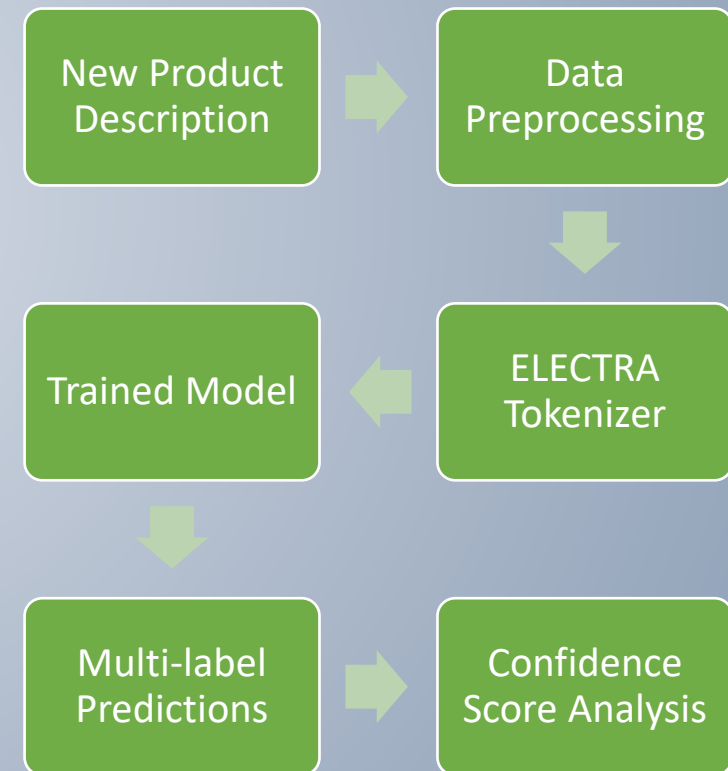 New Product
Description
Data
Preprocessing
ELECTRA
Tokenizer
Trained Model
Multi-label
Predictions
Confidence
Score Analysis